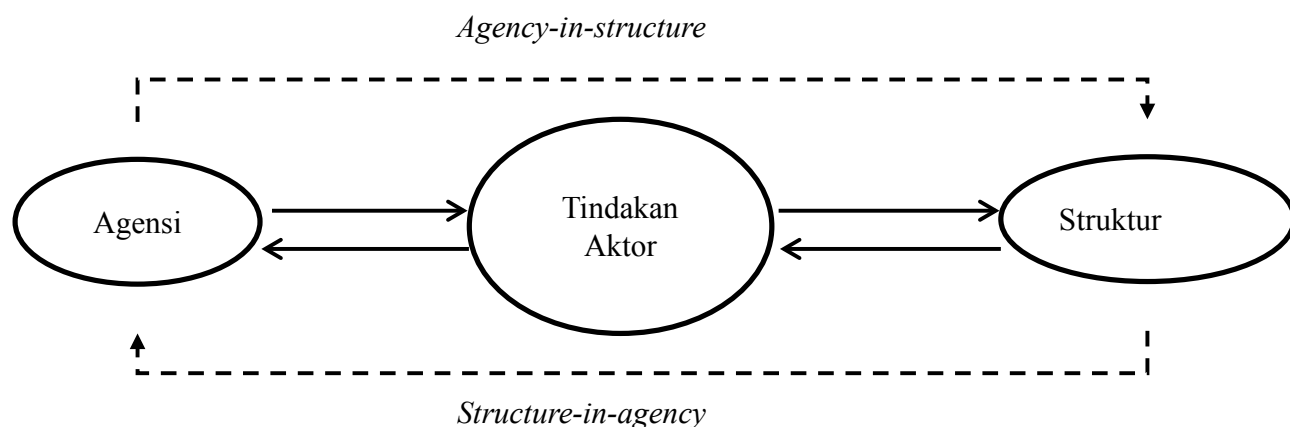 Agency-in-structure
Agensi
Tindakan
Aktor
Struktur
Structure-in-agency